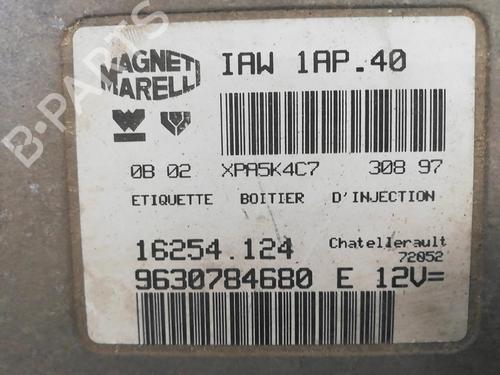 MAGNETI
MARELLI
IAW 1AP.40
0B 02 XPA5K4C7 308 97
ETIQUETTE BOITIER D'INJECTION
16254.124 Chatellerault
72052
9630784680 E 12V=
B-PARTS